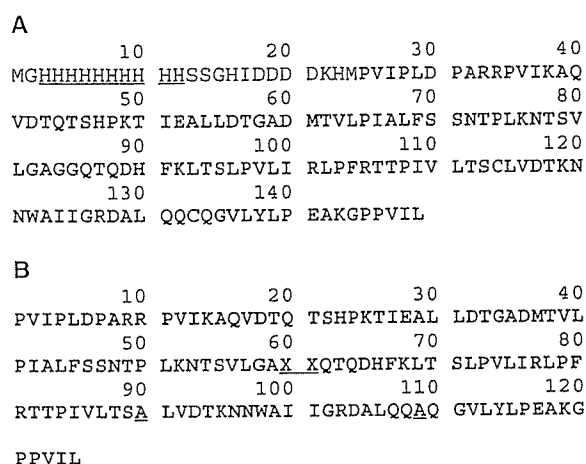 A
10 20 30 40
MGHHHHHHHH HHSSGHIDDD DKHMPVIPLD PARRPVIKAQ
50 60 70 80
VDTQTSHPKT IEALLDTGAD MTVLPIALFS SNTPLKNTSV
90 100 110 120
LGAGGQTQDH FKLTSLPVLI RLPFRTTPIV LTSCLVDTKN
130 140
NWAIIGRDAL QQCQGVLYLP EAKGPPVIL
B
10 20 30 40
PVIPLDPARR PVIKAQVDTQ TSHPKTIEAL LDTGADMTVL
50 60 70 80
PIALFSSNTP LKNTSVLGAX XQTQDHFKLT SLPVLIRLPF
90 100 110 120
RTTPIVLTSA LVDTKNNWAI IGRDALQQAQ GVLYLPEAKG
PPVIL